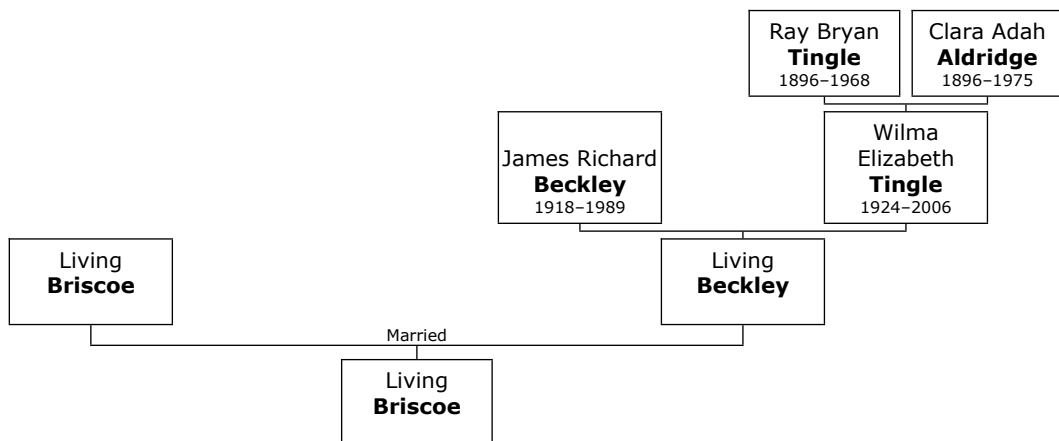 Ray Bryan
Tingle
1896–1968
Clara Adah
Aldridge
1896–1975
James Richard
Beckley
1918–1989
Wilma
Elizabeth
Tingle
1924–2006
Living
Briscoe
Living
Beckley
Married
Living
Briscoe